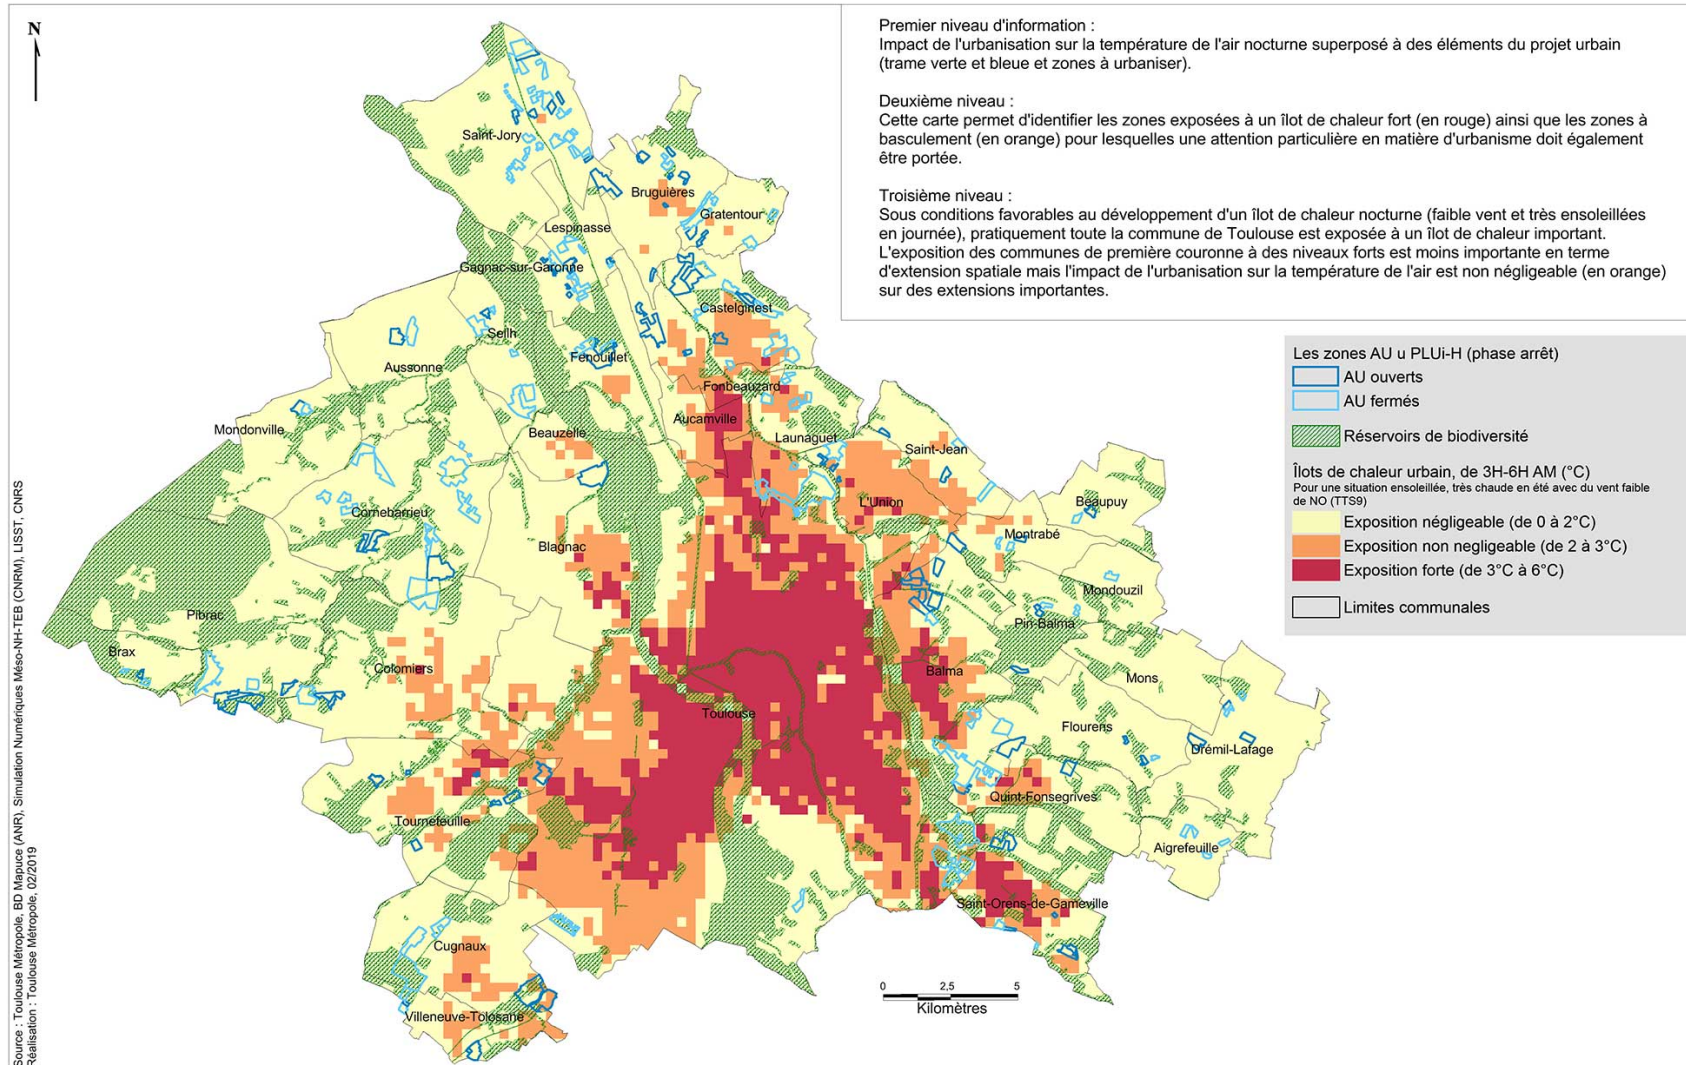 N
Premier niveau d'information :
Impact de l'urbanisation sur la température de l'air nocturne superposé à des éléments du projet urbain
(trame verte et bleue et zones à urbaniser).
Deuxième niveau :
Cette carte permet d'identifier les zones exposées à un îlot de chaleur fort (en rouge) ainsi que les zones à
basculement (en orange) pour lesquelles une attention particulière en matière d'urbanisme doit également
être portée.
Troisième niveau :
Sous conditions favorables au développement d'un îlot de chaleur nocturne (faible vent et très ensoleillées
en journée), pratiquement toute la commune de Toulouse est exposée à un îlot de chaleur important.
L'exposition des communes de première couronne à des niveaux forts est moins importante en terme
d'extension spatiale mais l'impact de l'urbanisation sur la température de l'air est non négligeable (en orange)
sur des extensions importantes.
Saint-Jory
Bruguières
Gratentour
Lespinasse
Gagnac-sur-Garonne
Castelginest
Seilh
Fenouillet
Aussonne
Fonbeauzard
Aucamville
Mondonville
Beauzelle
Launaguet
Saint-Jean
L'Union
Beaupuy
Cornebarrieu
Montrabé
Blagnac
Mondouzil
Pibrac
Pin-Balma
Brax
Colomiers
Balma
Mons
Toulouse
Flourens
Drémil-Lafage
Quint-Fonsegrives
Tournefeuille
Aigrefeuille
Saint-Orens-de-Gameville
Cugnaux
Villeneuve-Tolosane
Les zones AU u PLUi-H (phase arrêt)
AU ouverts
AU fermés
Réservoirs de biodiversité
Îlots de chaleur urbain, de 3H-6H AM (°C)
Pour une situation ensoleillée, très chaude en été avec du vent faible
de NO (TTS9)
Exposition négligeable (de 0 à 2°C)
Exposition non negligeable (de 2 à 3°C)
Exposition forte (de 3°C à 6°C)
Limites communales
0 2,5 5
Kilomètres
Source : Toulouse Métropole, BD Mapuce (ANR), Simulation Numériques Méso-NH-TEB (CNRM), LISST, CNRS
Réalisation : Toulouse Métropole, 02/2019